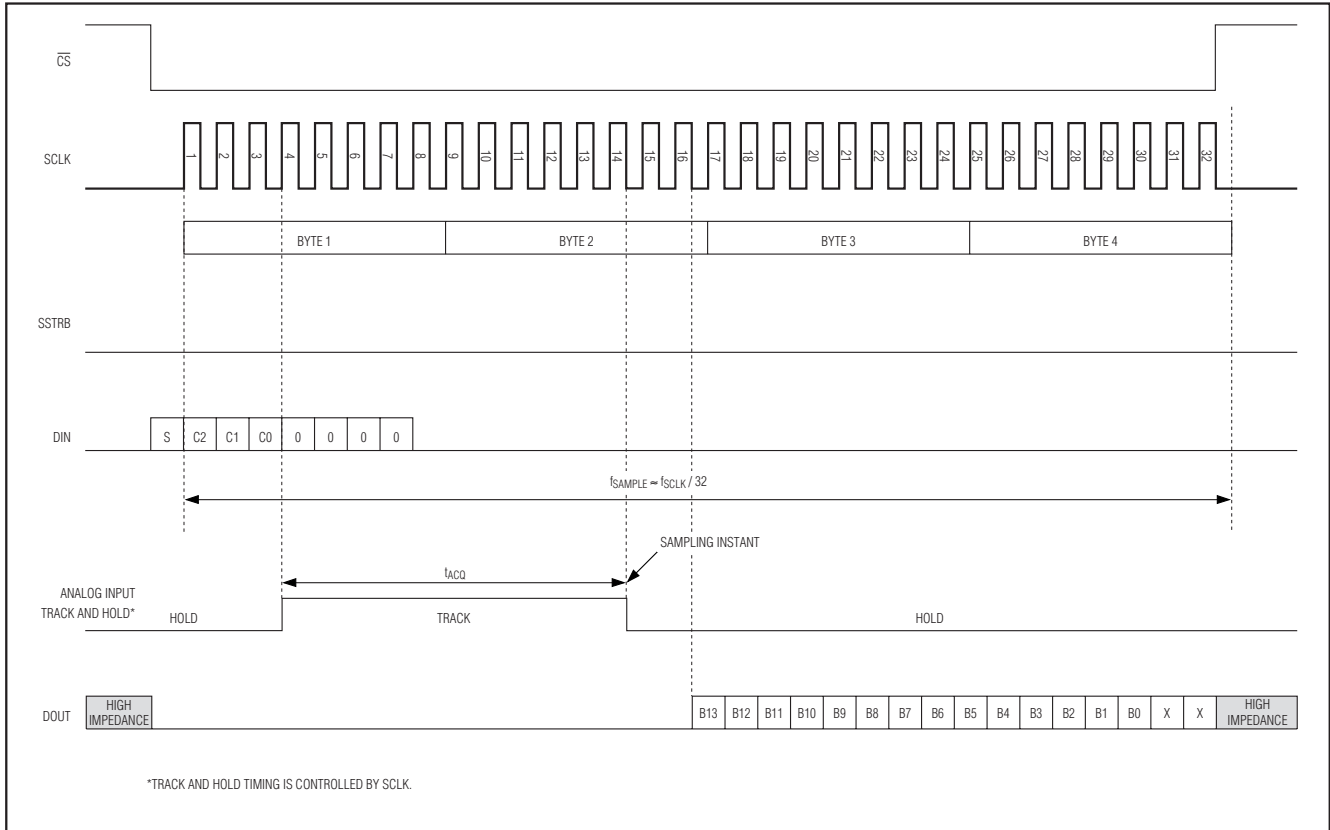 CS
SCLK
1 2 3 4 5 6 7 8 9 10 11 12 13 14 15 16 17 18 19 20 21 22 23 24 25 26 27 28 29 30 31 32
BYTE 1 BYTE 2 BYTE 3 BYTE 4
SSTRB
DIN S C2 C1 C0 0 0 0 0
fSAMPLE ≈ fSCLK / 32
SAMPLING INSTANT
tACQ
ANALOG INPUT
TRACK AND HOLD*
HOLD TRACK HOLD
DOUT
HIGH
IMPEDANCE
B13 B12 B11 B10 B9 B8 B7 B6 B5 B4 B3 B2 B1 B0 X X
HIGH
IMPEDANCE
*TRACK AND HOLD TIMING IS CONTROLLED BY SCLK.